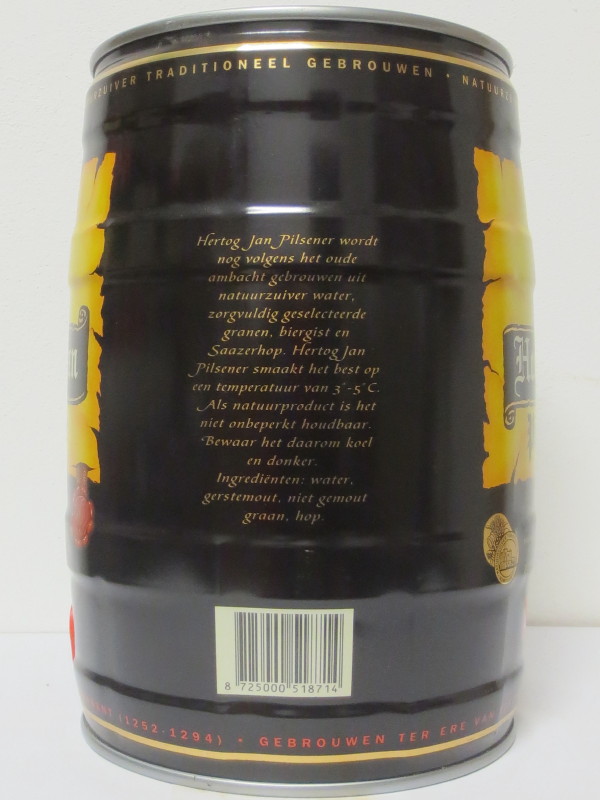 TRADITIONEEL GEBROUWEN •
Hertog Jan Pilsener wordt
nog volgens het oude
ambacht gebrouwen uit
natuurzuiver water,
zorgvuldig geselecteerde
granen, biergist en
Saazerhop. Hertog Jan
Pilsener smaakt het best op
een temperatuur van 3°-5°C.
Als natuurproduct is het
niet onbeperkt houdbaar.
Bewaar het daarom koel
en donker.
Ingrediënten: water,
gerstemout, niet gemout
graan, hop.
8 725000 518714
(1252-1294) • GEBROUWEN TER ERE VAN